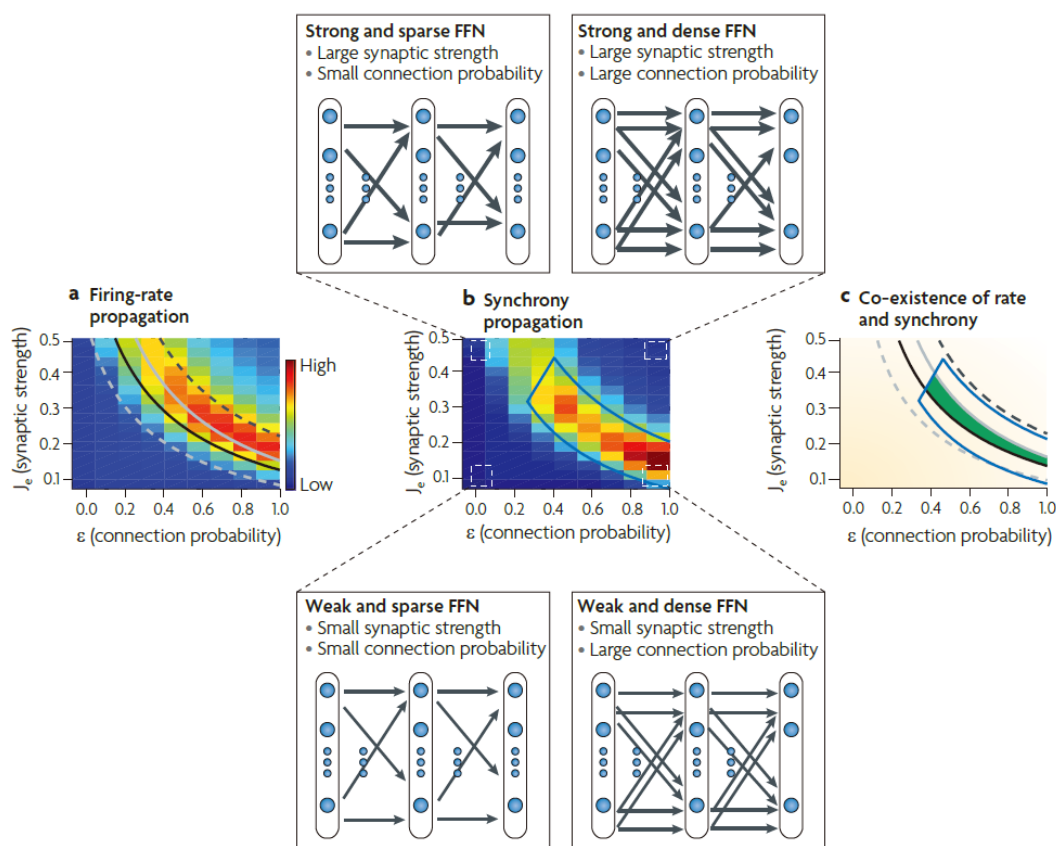 Strong and sparse FFN
• Large synaptic strength
• Small connection probability
Strong and dense FFN
• Large synaptic strength
• Large connection probability
a Firing-rate
propagation
Je (synaptic strength)
0.5
0.4
0.3
0.2
0.1
0.0 0.2 0.4 0.6 0.8 1.0
ε (connection probability)
High
Low
b Synchrony
propagation
Je (synaptic strength)
0.5
0.4
0.3
0.2
0.1
0.0 0.2 0.4 0.6 0.8 1.0
ε (connection probability)
c Co-existence of rate
and synchrony
Je (synaptic strength)
0.5
0.4
0.3
0.2
0.1
0.0 0.2 0.4 0.6 0.8 1.0
ε (connection probability)
Weak and sparse FFN
• Small synaptic strength
• Small connection probability
Weak and dense FFN
• Small synaptic strength
• Large connection probability